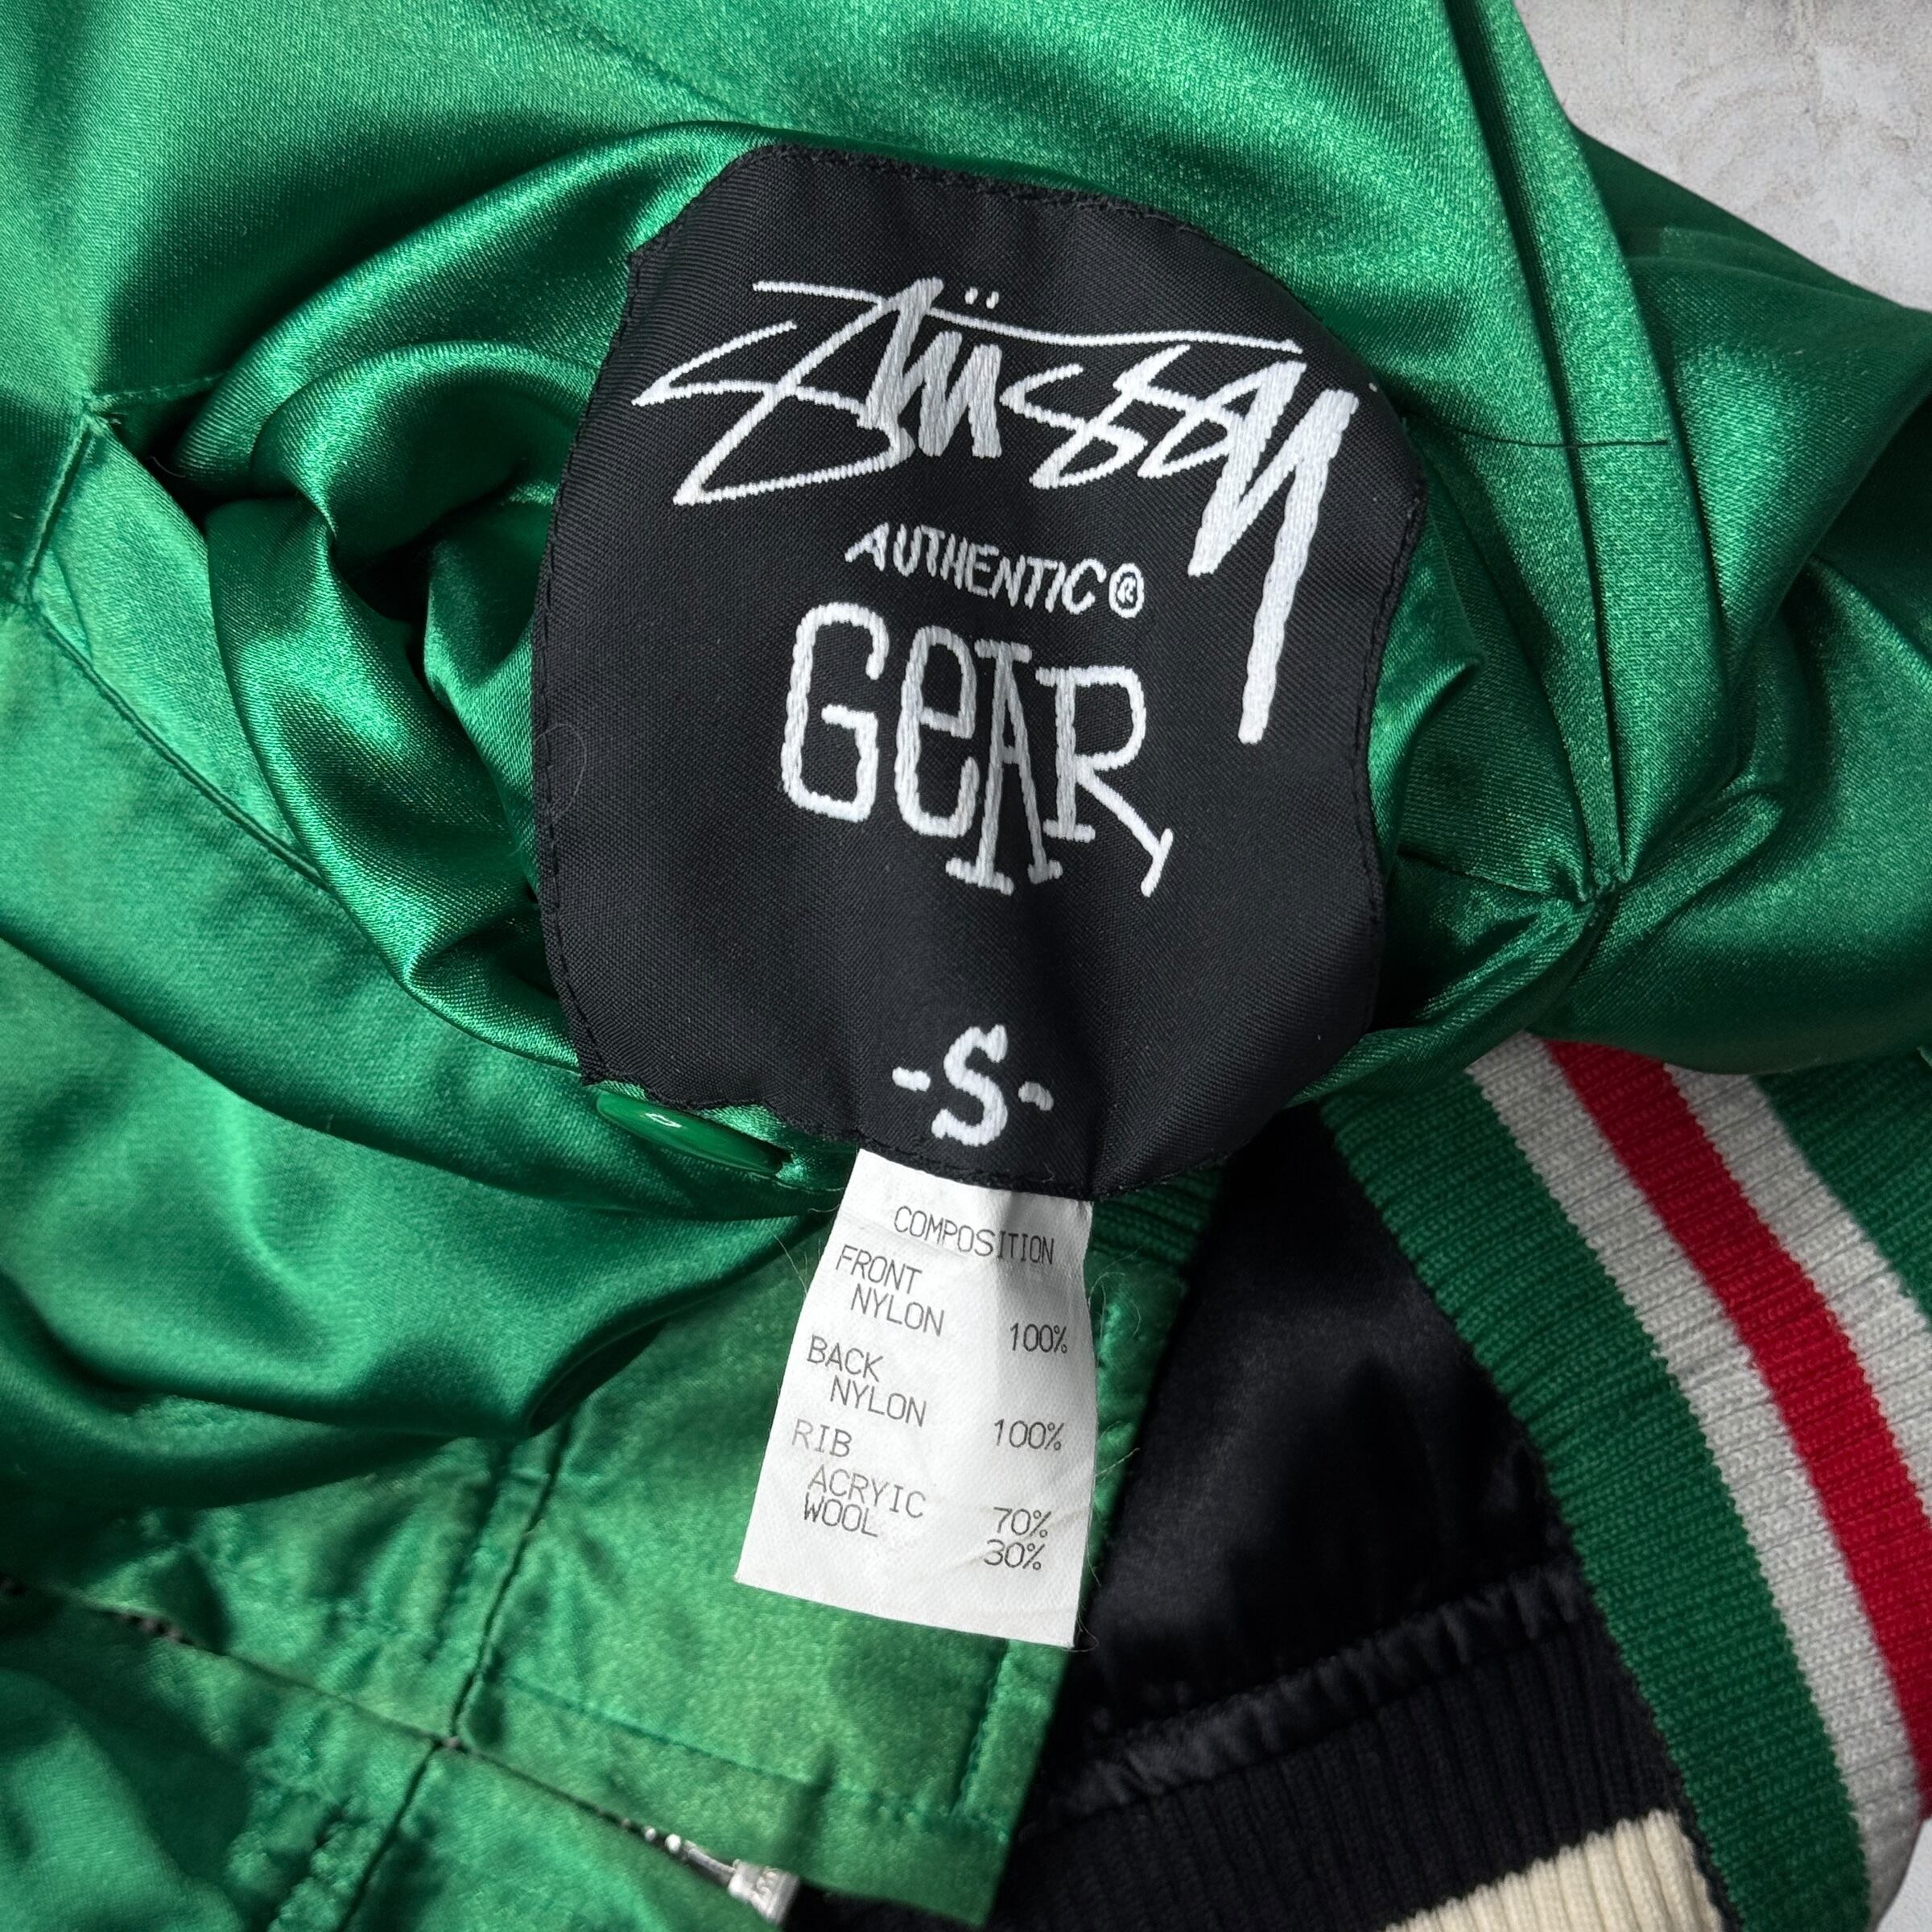 Stüssy
AUTHENTIC®
GeAR
-S-
COMPOSITION
FRONT
NYLON 100%
BACK
NYLON 100%
RIB
ACRYIC 70%
WOOL 30%